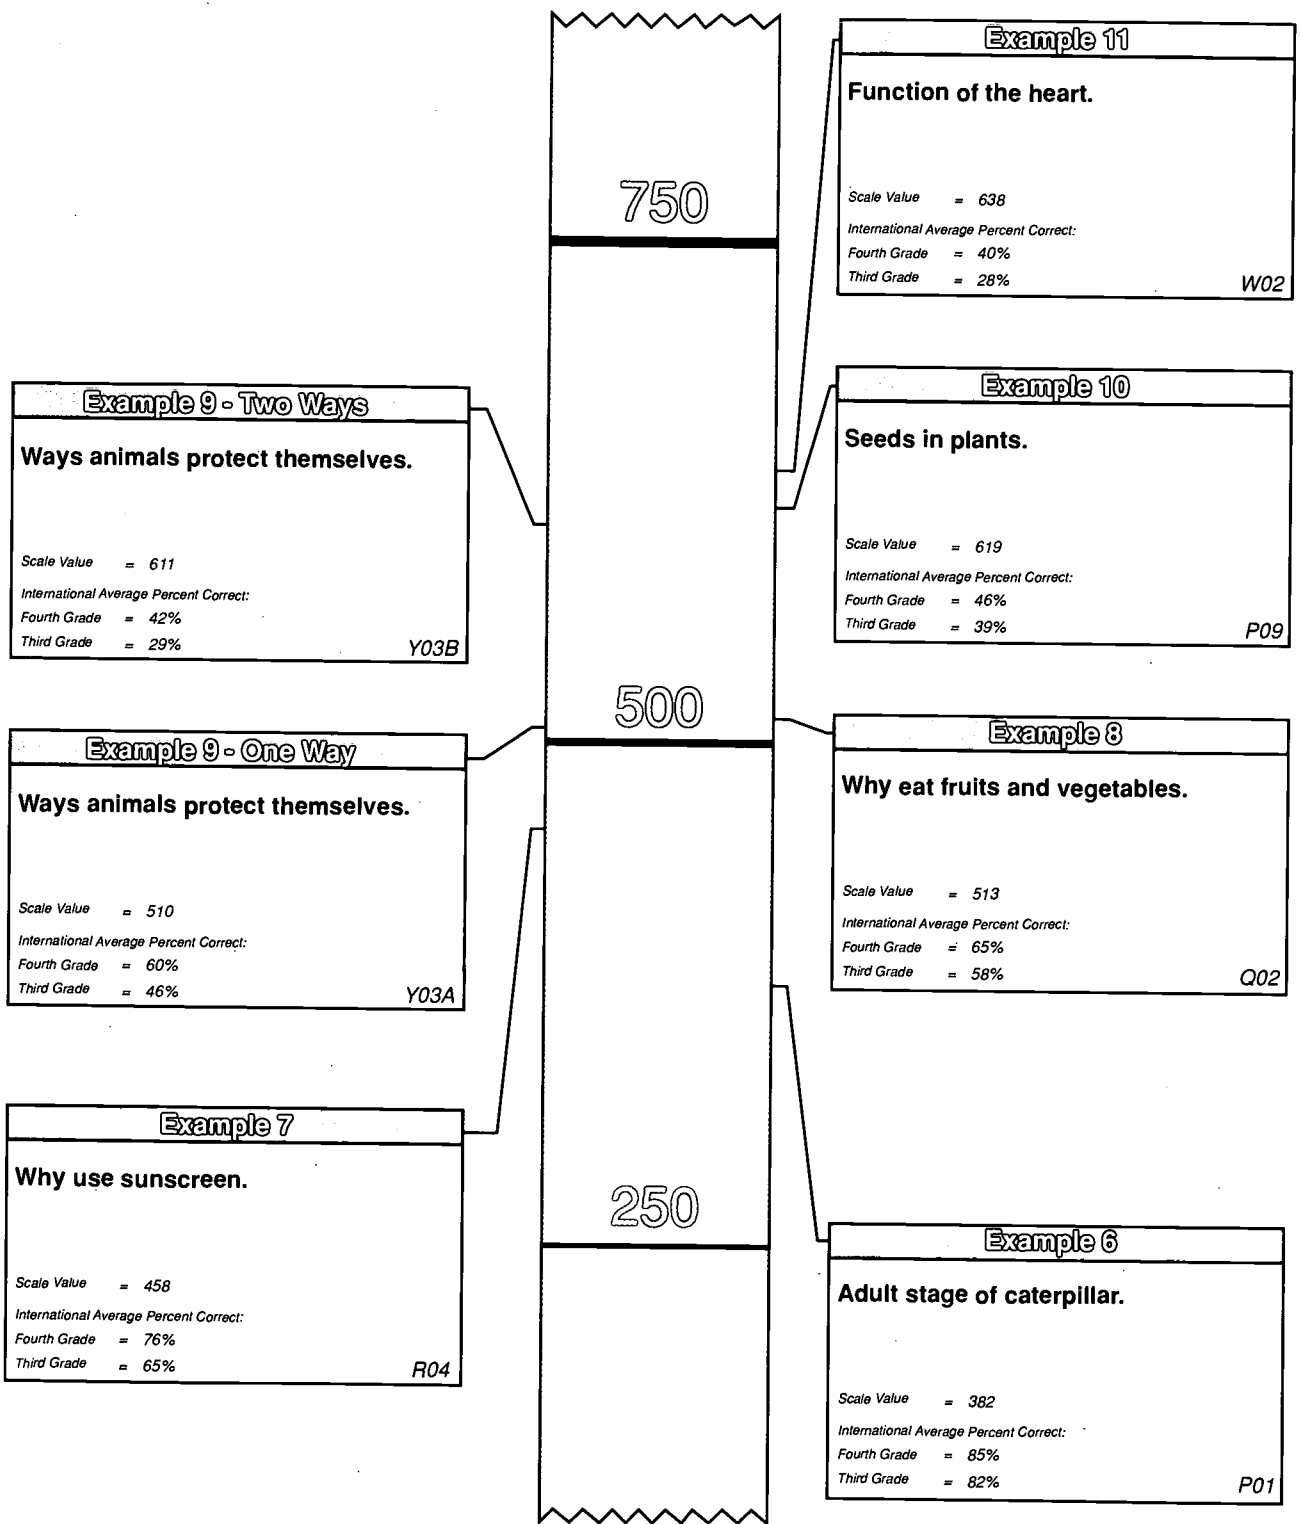 Example 11
Function of the heart.
Scale Value = 638
International Average Percent Correct:
Fourth Grade = 40%
Third Grade = 28%
W02
750
Example 9 - Two Ways
Ways animals protect themselves.
Scale Value = 611
International Average Percent Correct:
Fourth Grade = 42%
Third Grade = 29%
Y03B
Example 10
Seeds in plants.
Scale Value = 619
International Average Percent Correct:
Fourth Grade = 46%
Third Grade = 39%
P09
500
Example 9 - One Way
Ways animals protect themselves.
Scale Value = 510
International Average Percent Correct:
Fourth Grade = 60%
Third Grade = 46%
Y03A
Example 8
Why eat fruits and vegetables.
Scale Value = 513
International Average Percent Correct:
Fourth Grade = 65%
Third Grade = 58%
Q02
Example 7
Why use sunscreen.
Scale Value = 458
International Average Percent Correct:
Fourth Grade = 76%
Third Grade = 65%
R04
250
Example 6
Adult stage of caterpillar.
Scale Value = 382
International Average Percent Correct:
Fourth Grade = 85%
Third Grade = 82%
P01